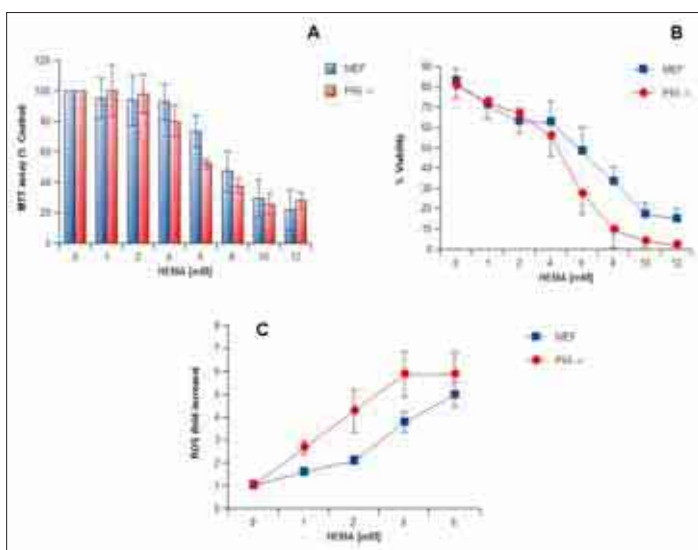 A
120
100
80
60
40
20
0
MTT assay (% Control)
0 1 2 4 6 8 10 12
HEMA [mM]
MEF
B
90
80
70
60
50
40
30
20
10
0
% Viability
0 1 2 4 6 8 10 12
HEMA [mM]
MEF
C
8
7
6
5
4
3
2
1
0
ROS (fold increase)
0 1 2
HEMA [mM]
MEF